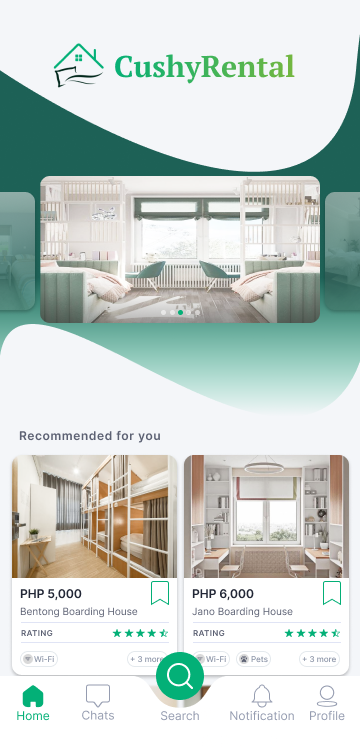 CushyRental
Recommended for you
PHP 5,000
Bentong Boarding House
RATING
Wi-Fi
+ 3 more
PHP 6,000
Jano Boarding House
RATING
Wi-Fi
Pets
+ 3 more
Home
Chats
Search
Notification
Profile